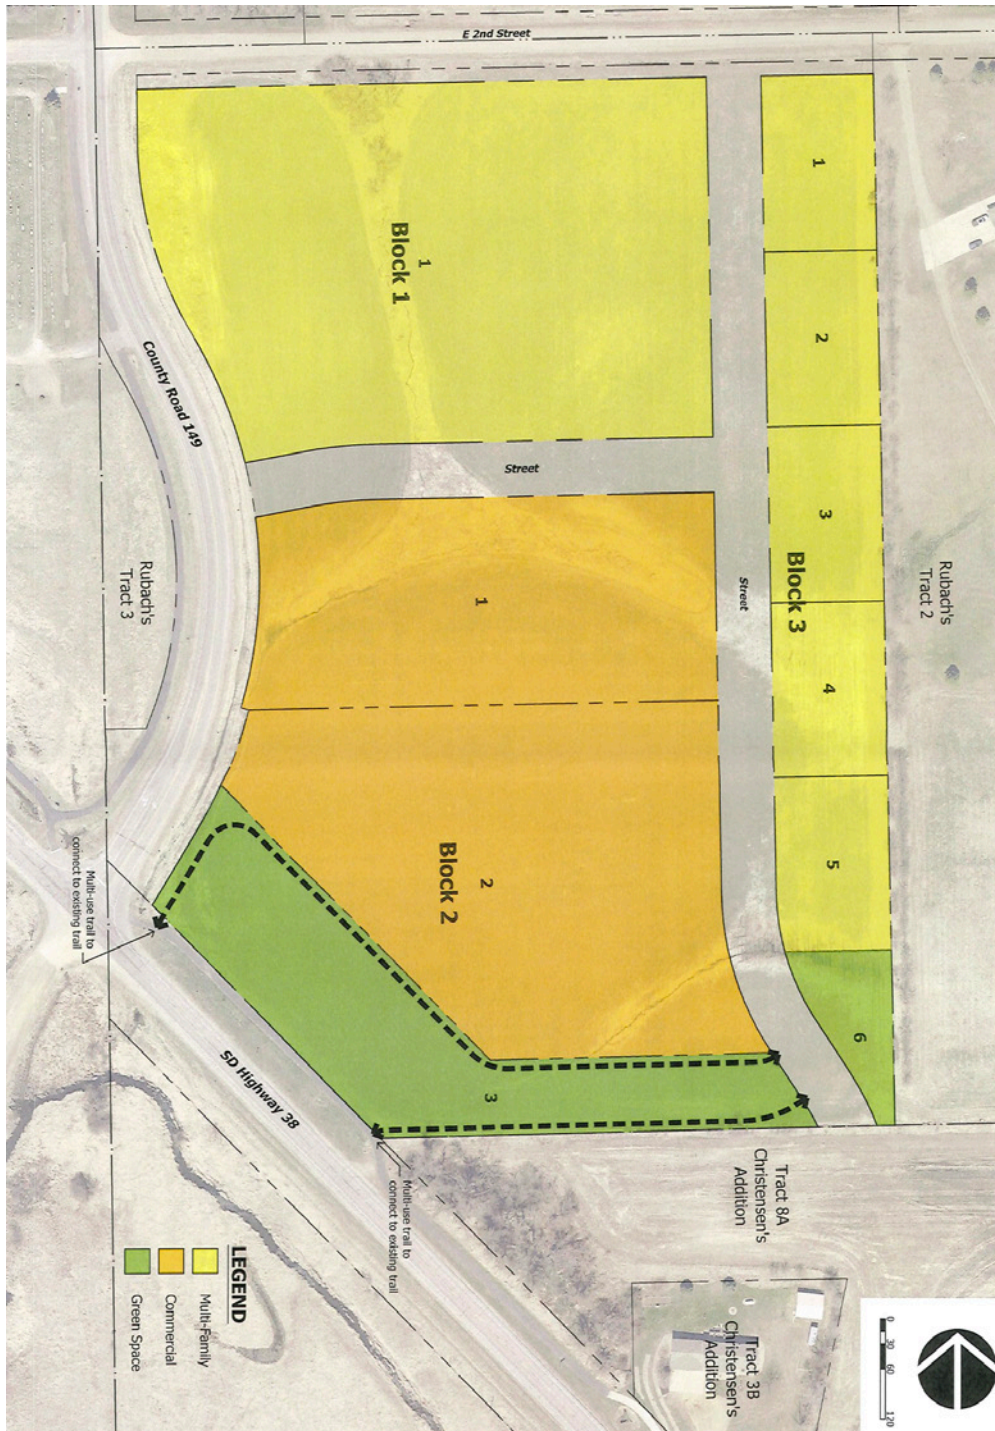 E 2nd Street
1
Block 1
1
2
3
Block 3
4
5
6
County Road 149
Street
Street
Rubach's
Tract 3
Rubach's
Tract 2
1
2
Block 2
3
Multi-use trail to
connect to existing trail
SD Highway 38
Multi-use trail to
connect to existing trail
Tract 8A
Christensen's
Addition
Tract 3B
Christensen's
Addition
LEGEND
Multi-Family
Commercial
Green Space
0 30 60 120